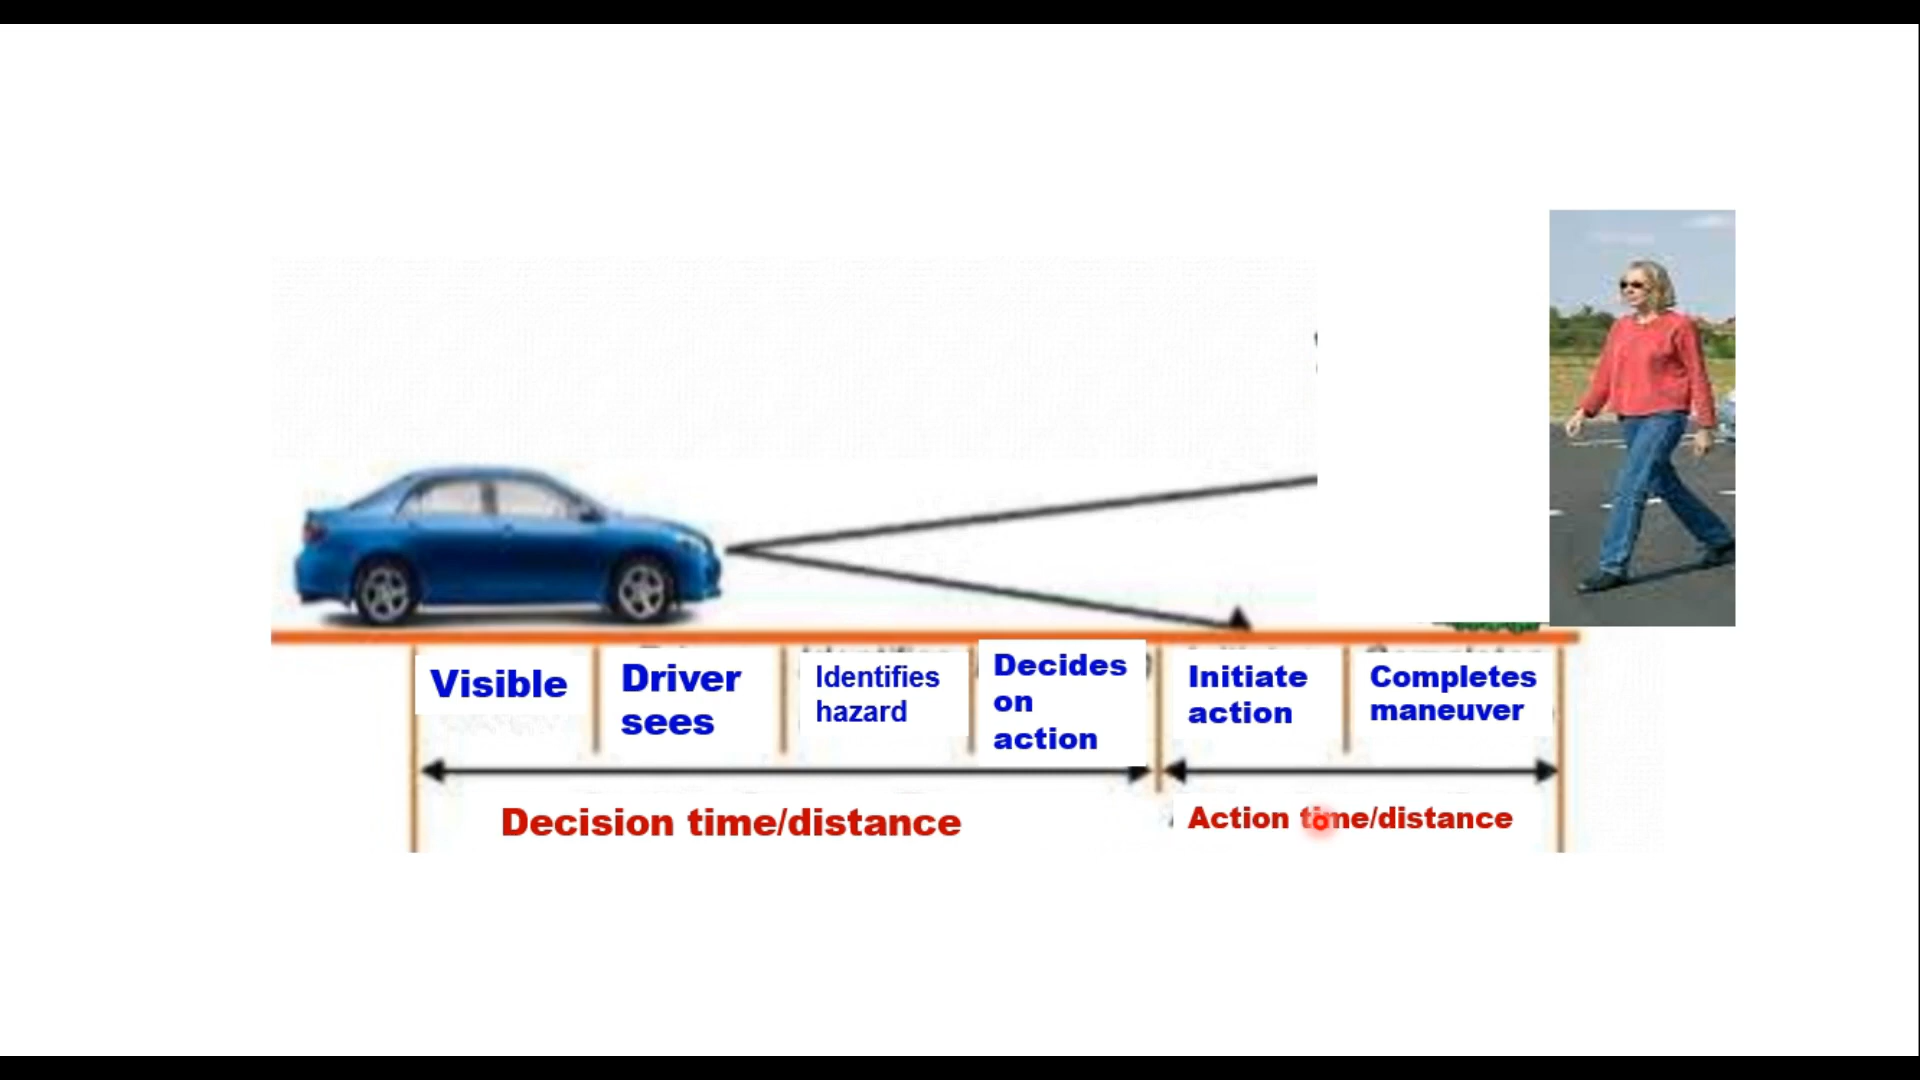 Visible
Driver
sees
Identifies
hazard
Decides
on
action
Initiate
action
Completes
maneuver
Decision time/distance
Action time/distance